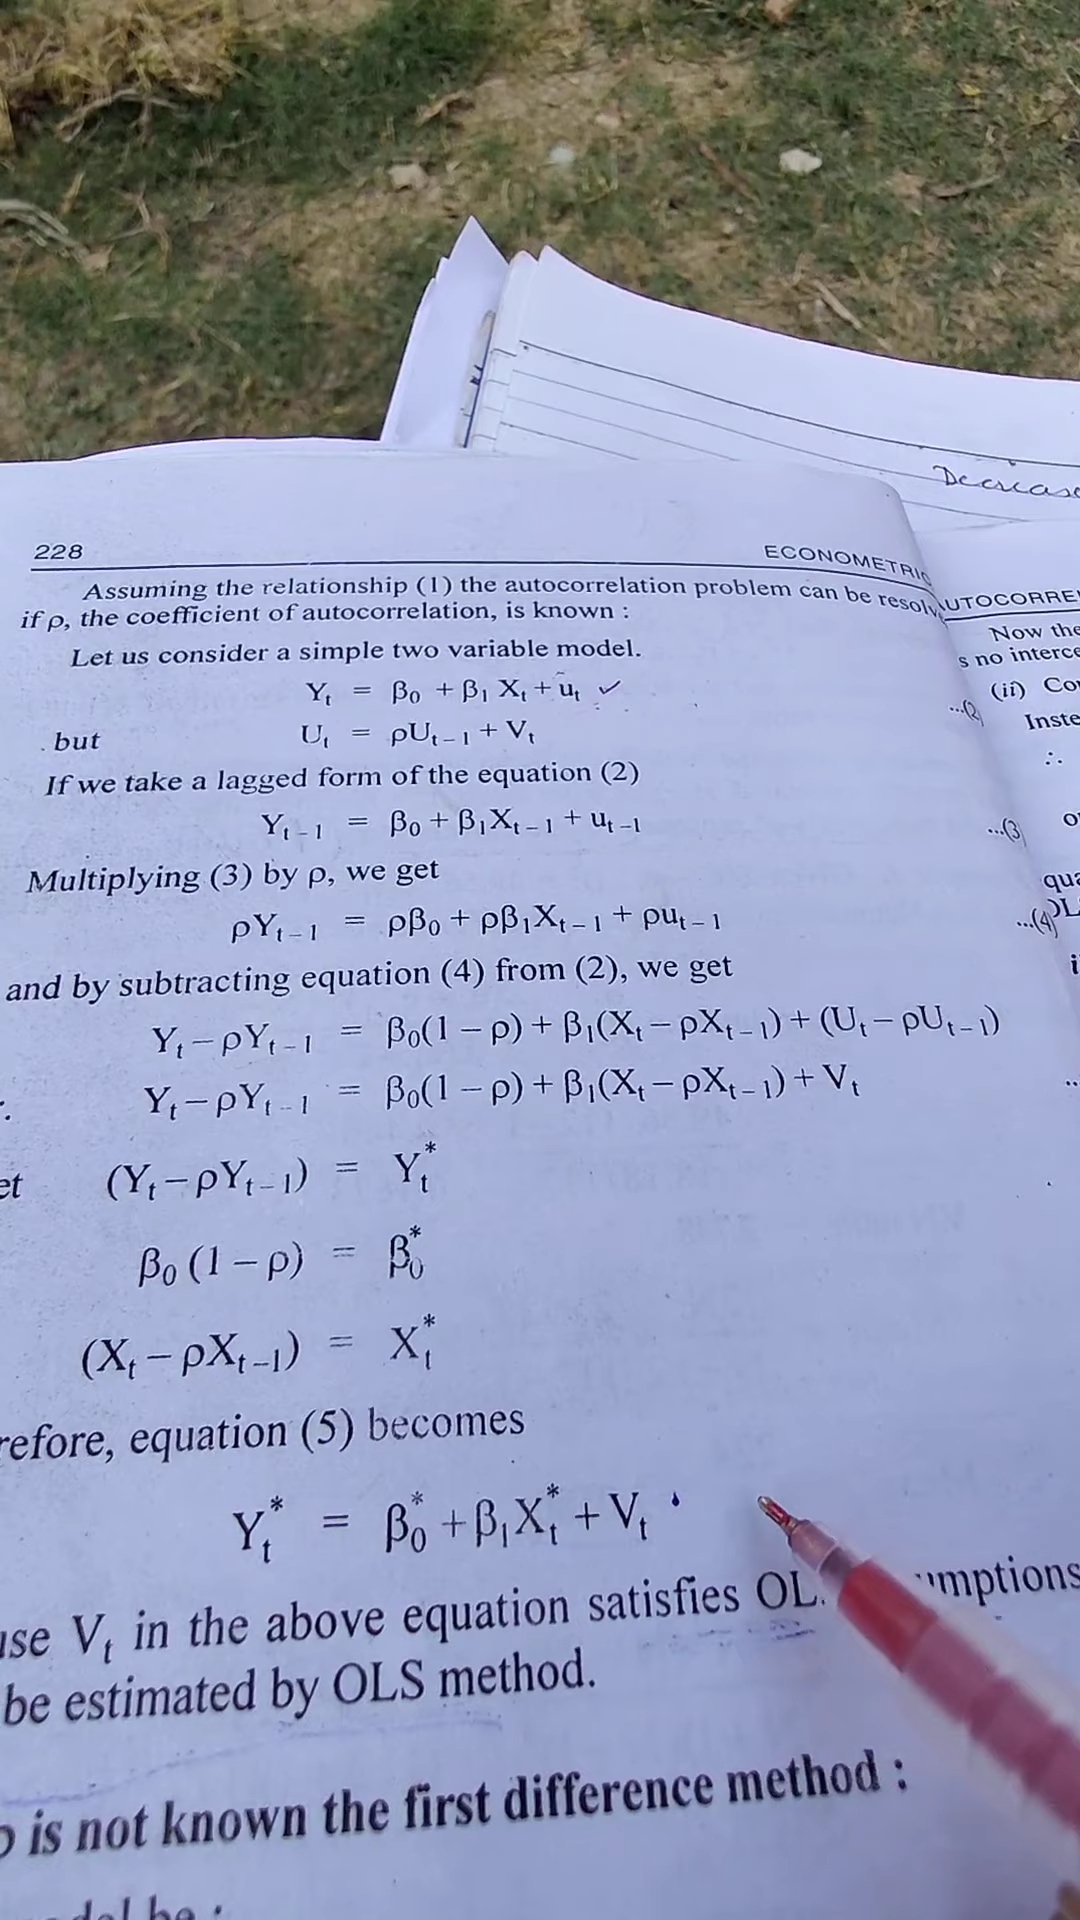 Decrease
228
ECONOMETRIC
Assuming the relationship (1) the autocorrelation problem can be resolv
if ρ, the coefficient of autocorrelation, is known :
Let us consider a simple two variable model.
Yₜ = β₀ + β₁ Xₜ + uₜ ✓ ...(2)
but Uₜ = ρUₜ₋₁ + Vₜ
If we take a lagged form of the equation (2)
Yₜ₋₁ = β₀ + β₁Xₜ₋₁ + uₜ₋₁ ...(3)
Multiplying (3) by ρ, we get
ρYₜ₋₁ = ρβ₀ + ρβ₁Xₜ₋₁ + ρuₜ₋₁ ...(4)
and by subtracting equation (4) from (2), we get
Yₜ – ρYₜ₋₁ = β₀(1 – ρ) + β₁(Xₜ – ρXₜ₋₁) + (Uₜ – ρUₜ₋₁)
Yₜ – ρYₜ₋₁ = β₀(1 – ρ) + β₁(Xₜ – ρXₜ₋₁) + Vₜ ..
et (Yₜ – ρYₜ₋₁) = Yₜ*
β₀ (1 – ρ) = β₀*
(Xₜ – ρXₜ₋₁) = Xₜ*
refore, equation (5) becomes
Yₜ* = β₀* + β₁Xₜ* + Vₜ
use Vₜ in the above equation satisfies OL umptions
be estimated by OLS method.
ρ is not known the first difference method :
del be :
UTOCORRE
Now the
s no interce
(ii) Co
Inste
∴
o
qua
OL
i